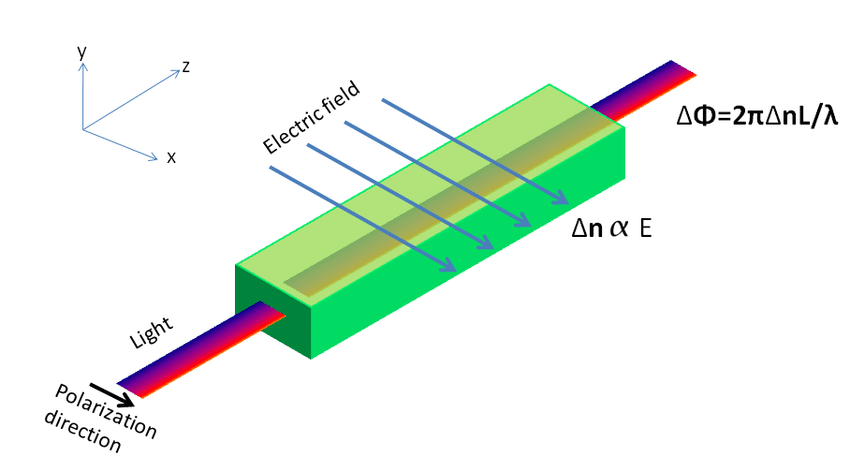 y
z
x
Electric field
ΔΦ=2πΔnL/λ
Δn α E
Light
Polarization
direction